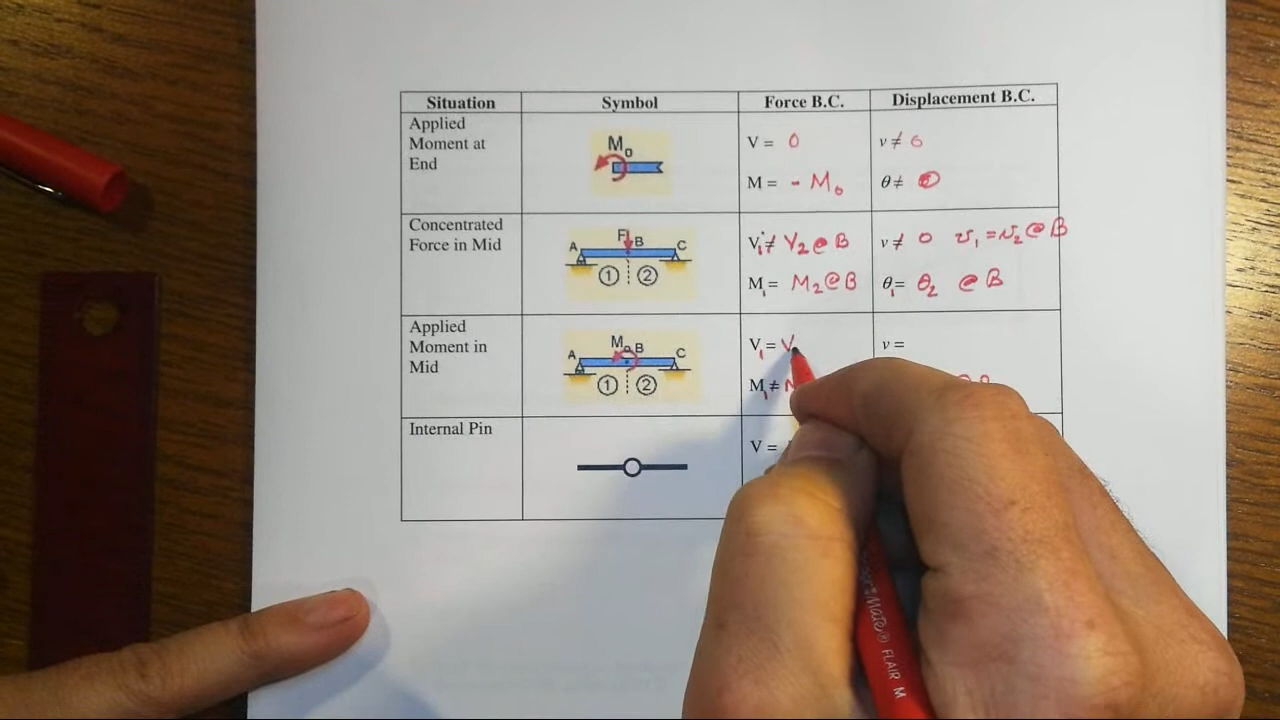 Situation Symbol Force B.C. Displacement B.C.
Applied
Moment at
End
M₀
V = 0
M = - M₀
v ≠ 0
θ ≠
Concentrated
Force in Mid
F
A B C
① ②
V₁ ≠ V₂ @ B
M₁ = M₂ @ B
v ≠ 0 v₁ = v₂ @ B
θ₁ = θ₂ @ B
Applied
Moment in
Mid
M₀
A B C
① ②
V₁ = V
M₁ ≠
v =
Internal Pin
V =
Mate® FLAIR M